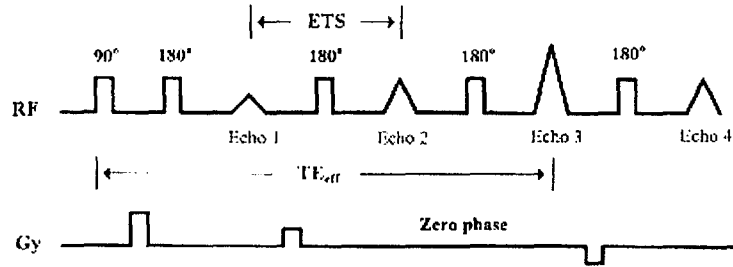 ETS
90° 180° 180° 180° 180°
RF
Echo 1 Echo 2 Echo 3 Echo 4
TEeff
Zero phase
Gy